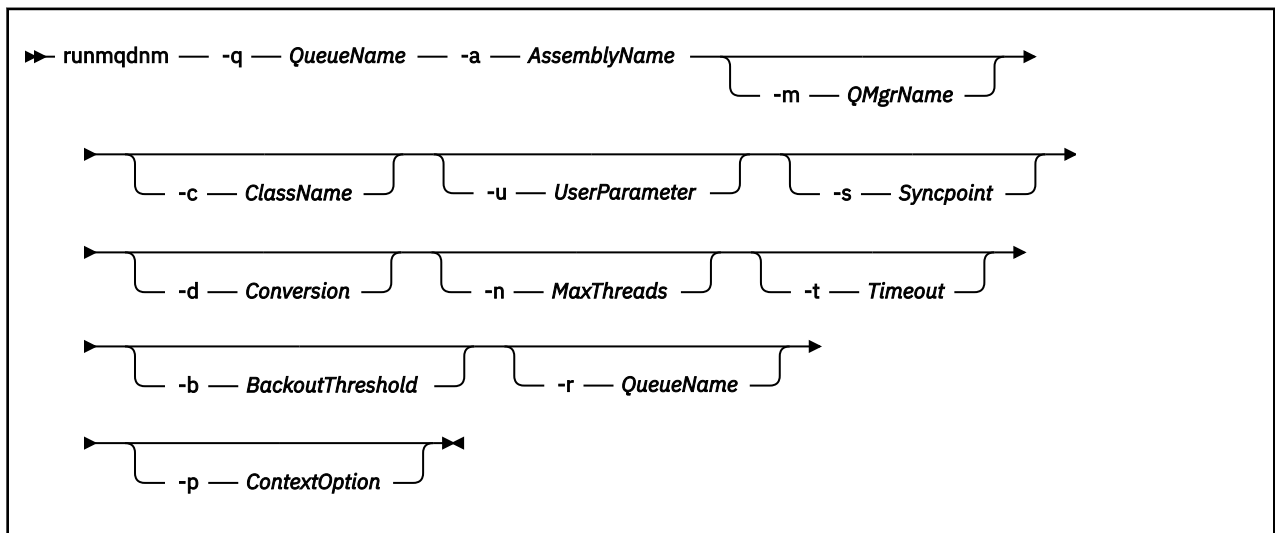 runmqdnm -q QueueName -a AssemblyName
-m QMgrName
-c ClassName -u UserParameter -s Syncpoint
-d Conversion -n MaxThreads -t Timeout
-b BackoutThreshold -r QueueName
-p ContextOption